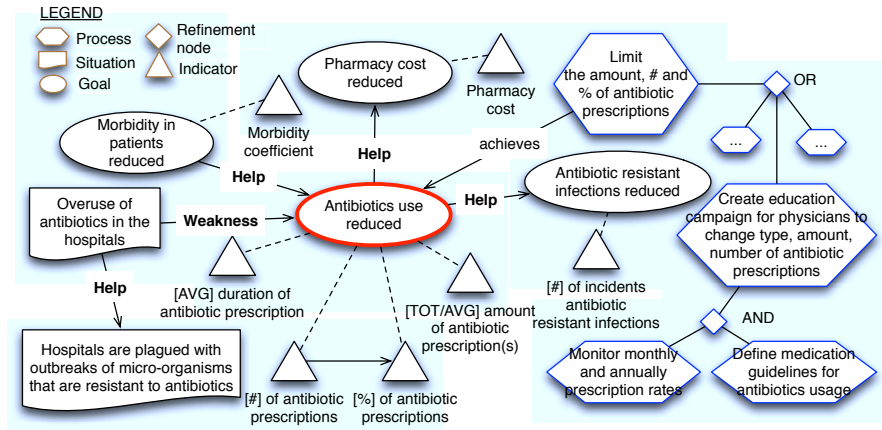 LEGEND
Process
Situation
Goal
Refinement
node
Indicator
Pharmacy cost
reduced
Pharmacy
cost
Limit
the amount, # and
% of antibiotic
prescriptions
OR
...
...
Morbidity in
patients
reduced
Morbidity
coefficient
Help
Help
achieves
Antibiotic resistant
infections reduced
Overuse of
antibiotics in the
hospitals
Weakness
Antibiotics use
reduced
Help
Create education
campaign for physicians to
change type, amount,
number of antibiotic
prescriptions
Help
[AVG] duration of
antibiotic prescription
[TOT/AVG] amount
of antibiotic
prescription(s)
[#] of incidents
antibiotic
resistant infections
AND
Hospitals are plagued with
outbreaks of micro-organisms
that are resistant to antibiotics
[#] of antibiotic
prescriptions
[%] of antibiotic
prescriptions
Monitor monthly
and annually
prescription rates
Define medication
guidelines for
antibiotics usage